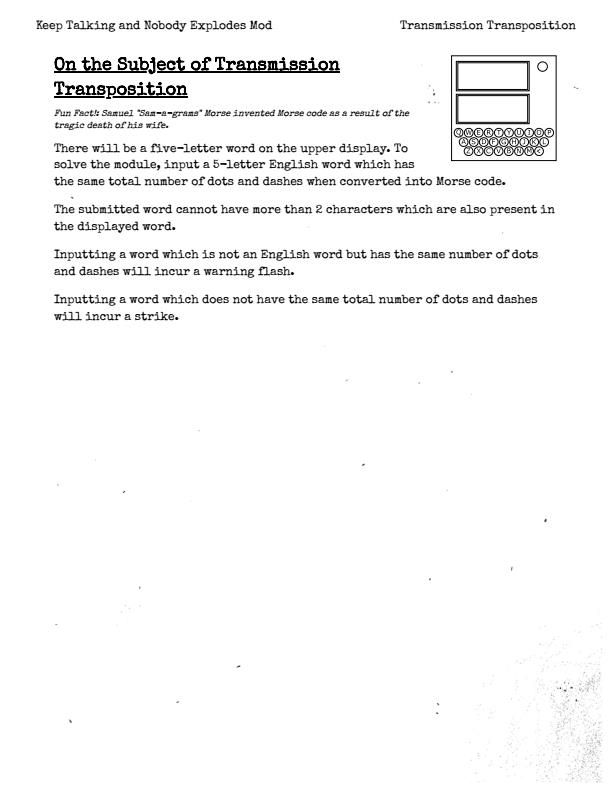 Keep Talking and Nobody Explodes Mod
Transmission Transposition
On the Subject of Transmission
Transposition
Fun Fact!: Samuel "Sam-a-grams" Morse invented Morse code as a result of the
tragic death of his wife.
There will be a five-letter word on the upper display. To
solve the module, input a 5-letter English word which has
the same total number of dots and dashes when converted into Morse code.
Q W E R T Y U I O P
A S D F G H J K L
Z X C V B N M <
The submitted word cannot have more than 2 characters which are also present in
the displayed word.
Inputting a word which is not an English word but has the same number of dots
and dashes will incur a warning flash.
Inputting a word which does not have the same total number of dots and dashes
will incur a strike.